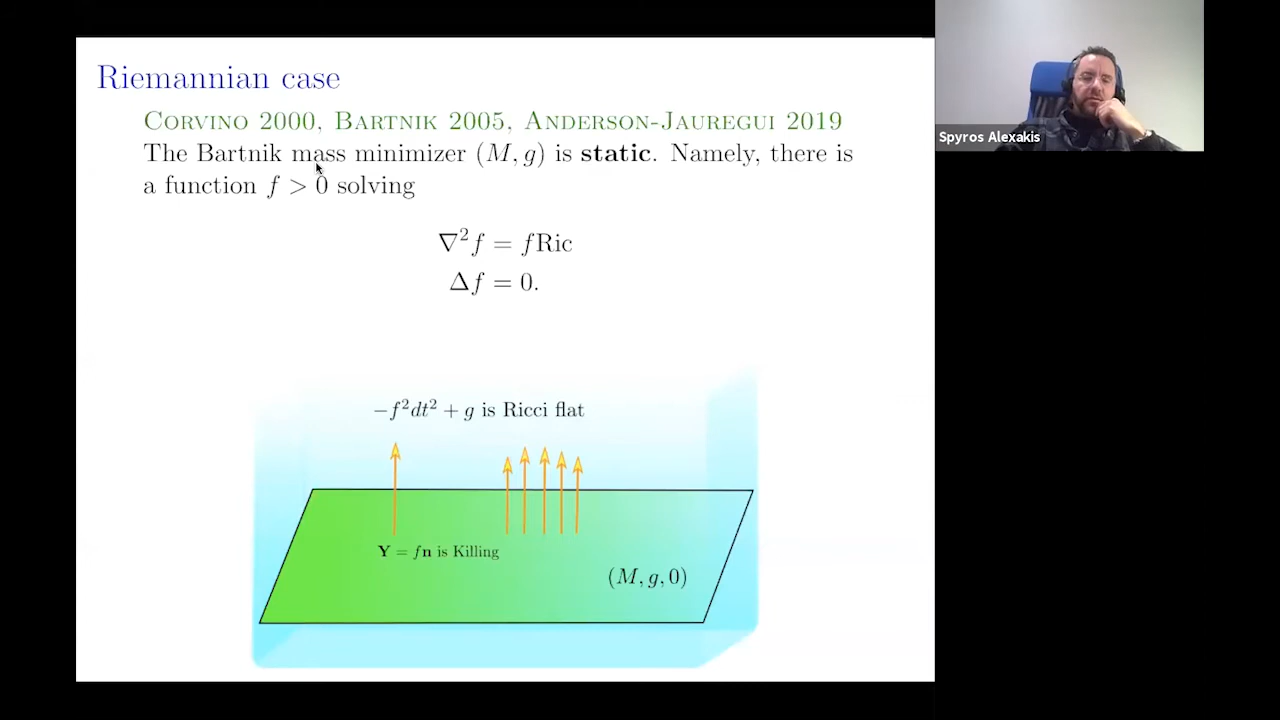 Riemannian case
Corvino 2000, Bartnik 2005, Anderson-Jauregui 2019
The Bartnik mass minimizer (M, g) is static. Namely, there is
a function f > 0 solving
∇²f = fRic
Δf = 0.
−f²dt² + g is Ricci flat
Y = fn is Killing
(M, g, 0)
Spyros Alexakis